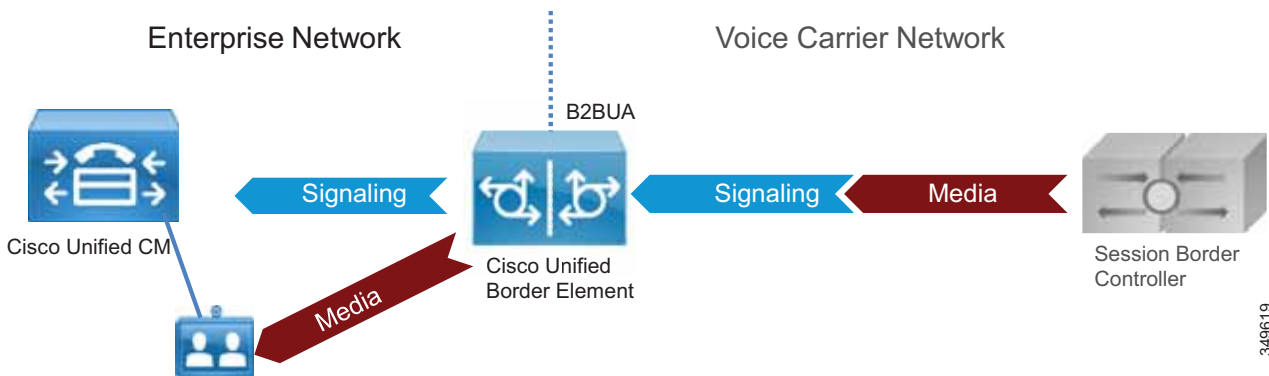 Enterprise Network
Voice Carrier Network
B2BUA
Signaling
Signaling
Media
Cisco Unified CM
Cisco Unified
Border Element
Session Border
Controller
Media
349619